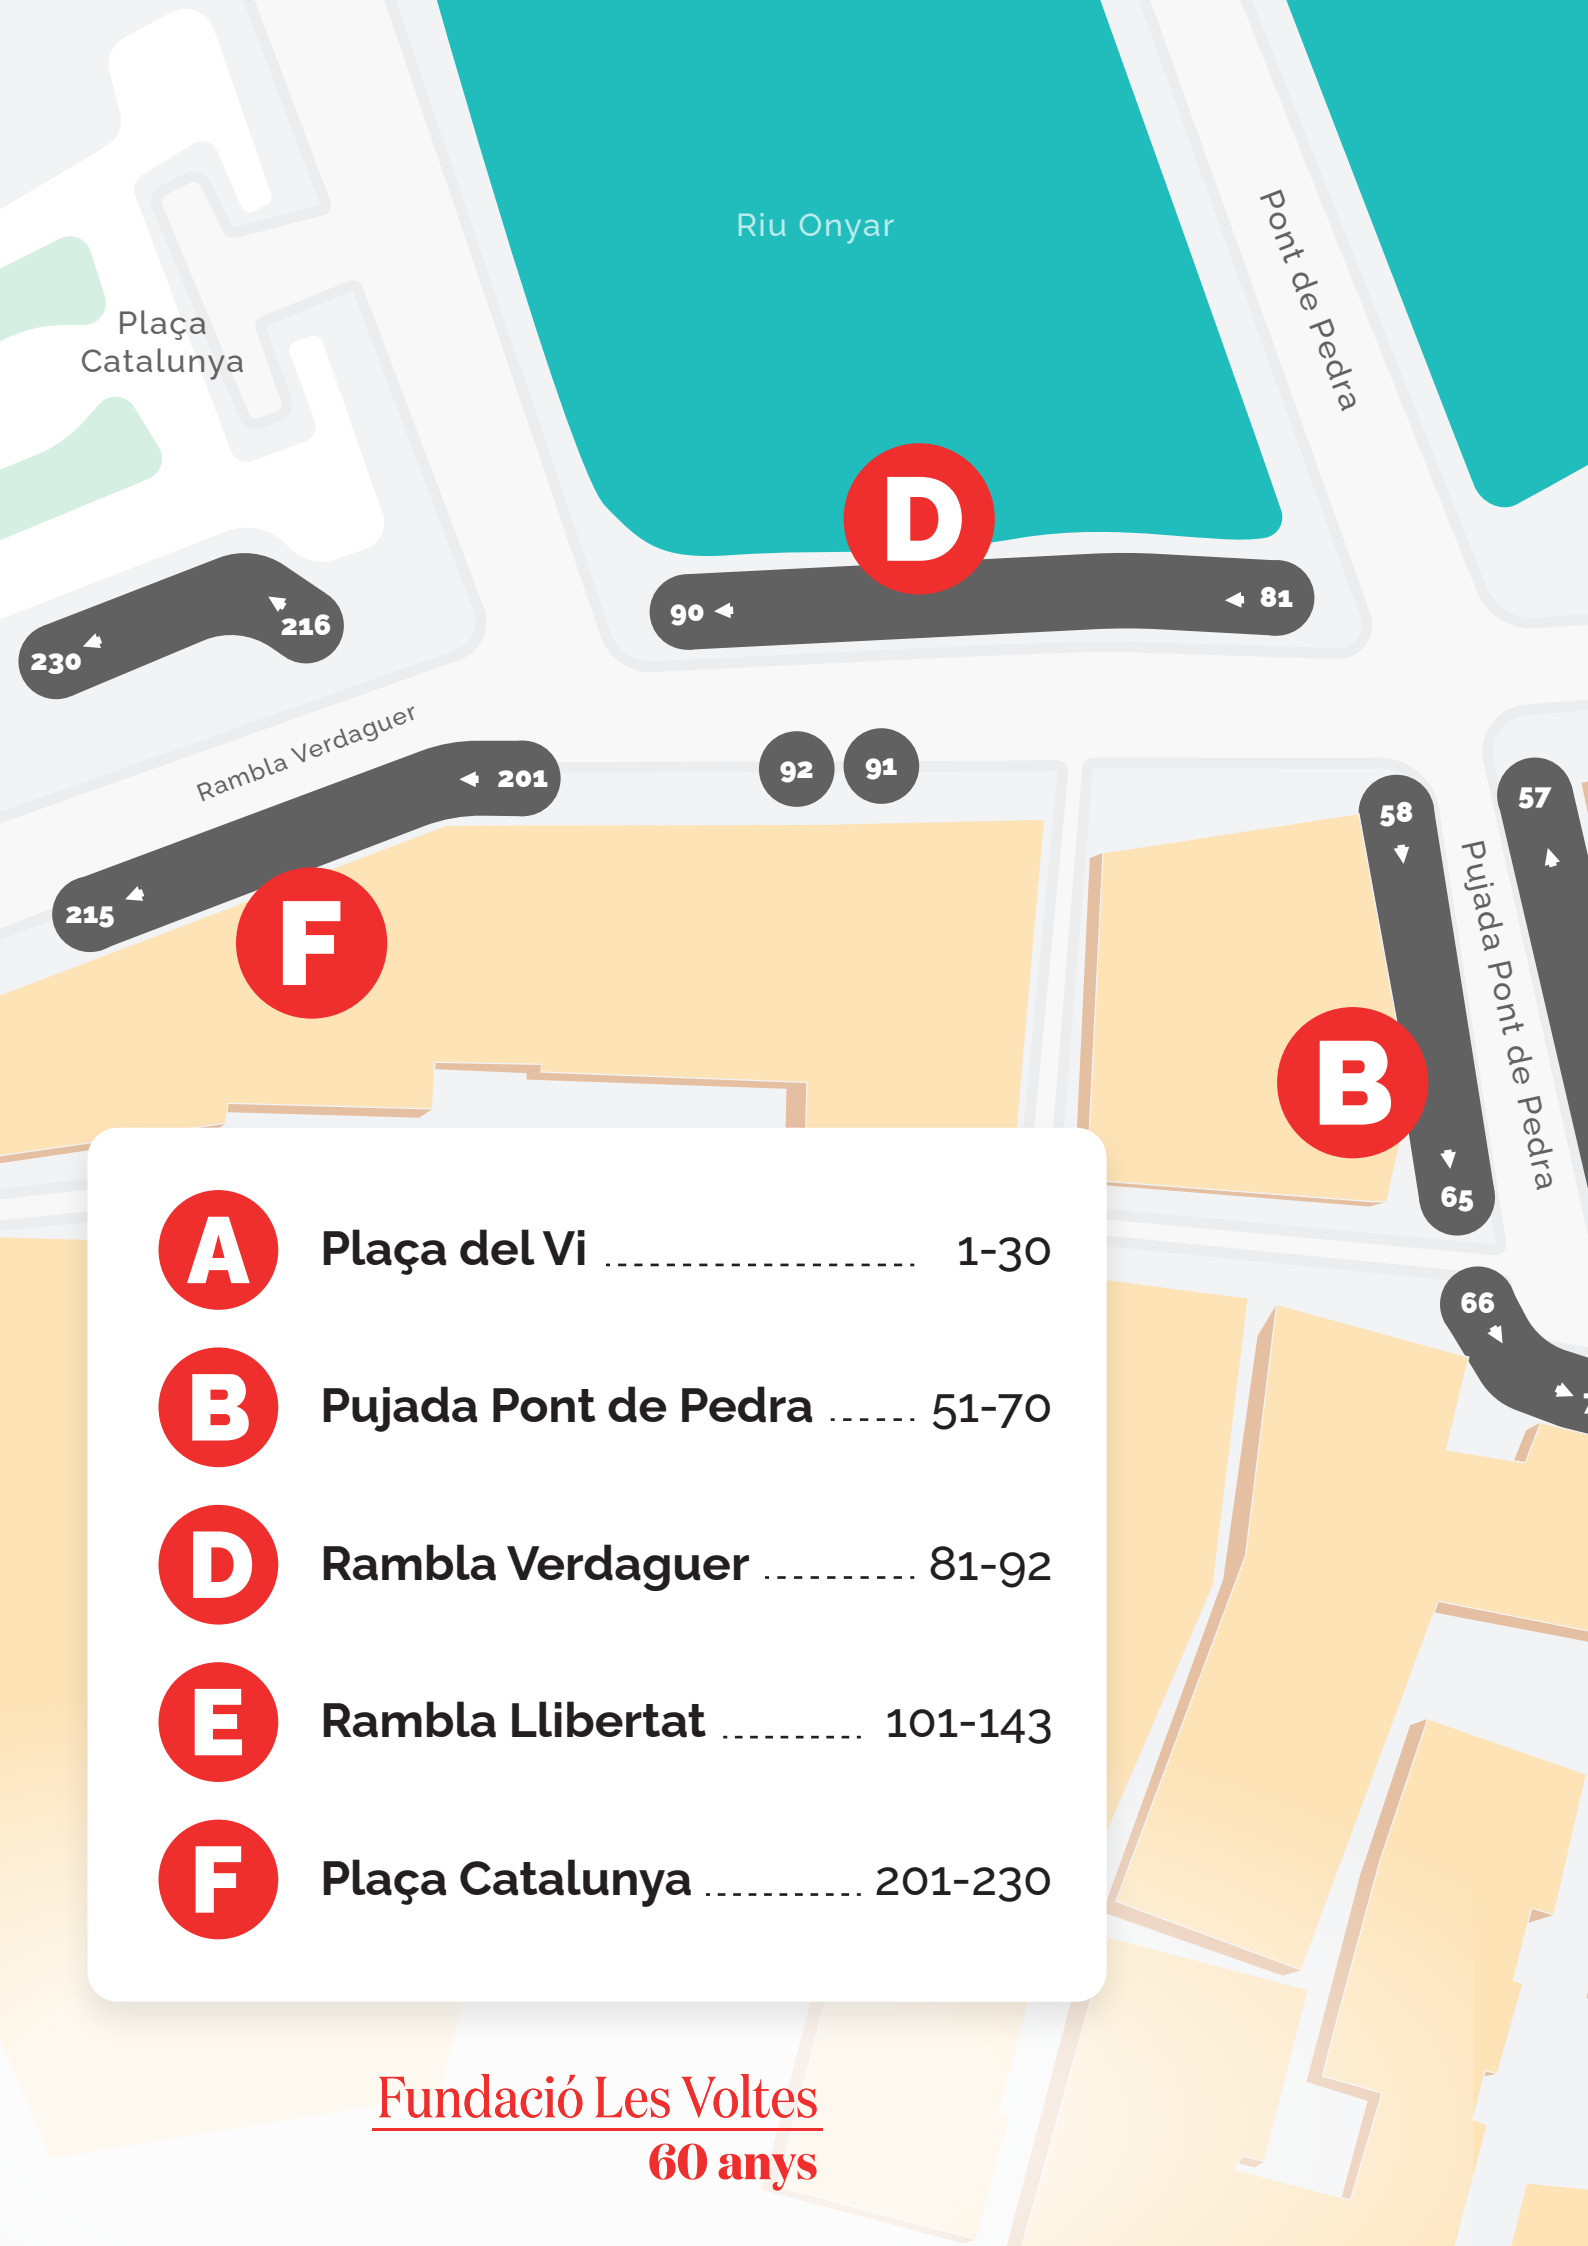 Riu Onyar
Pont de Pedra
Plaça
Catalunya
D
90
81
216
230
Rambla Verdaguer
201
92
91
215
F
58
57
Pujada Pont de Pedra
B
65
66
A Plaça del Vi 1-30
B Pujada Pont de Pedra 51-70
D Rambla Verdaguer 81-92
E Rambla Llibertat 101-143
F Plaça Catalunya 201-230
Fundació Les Voltes
60 anys